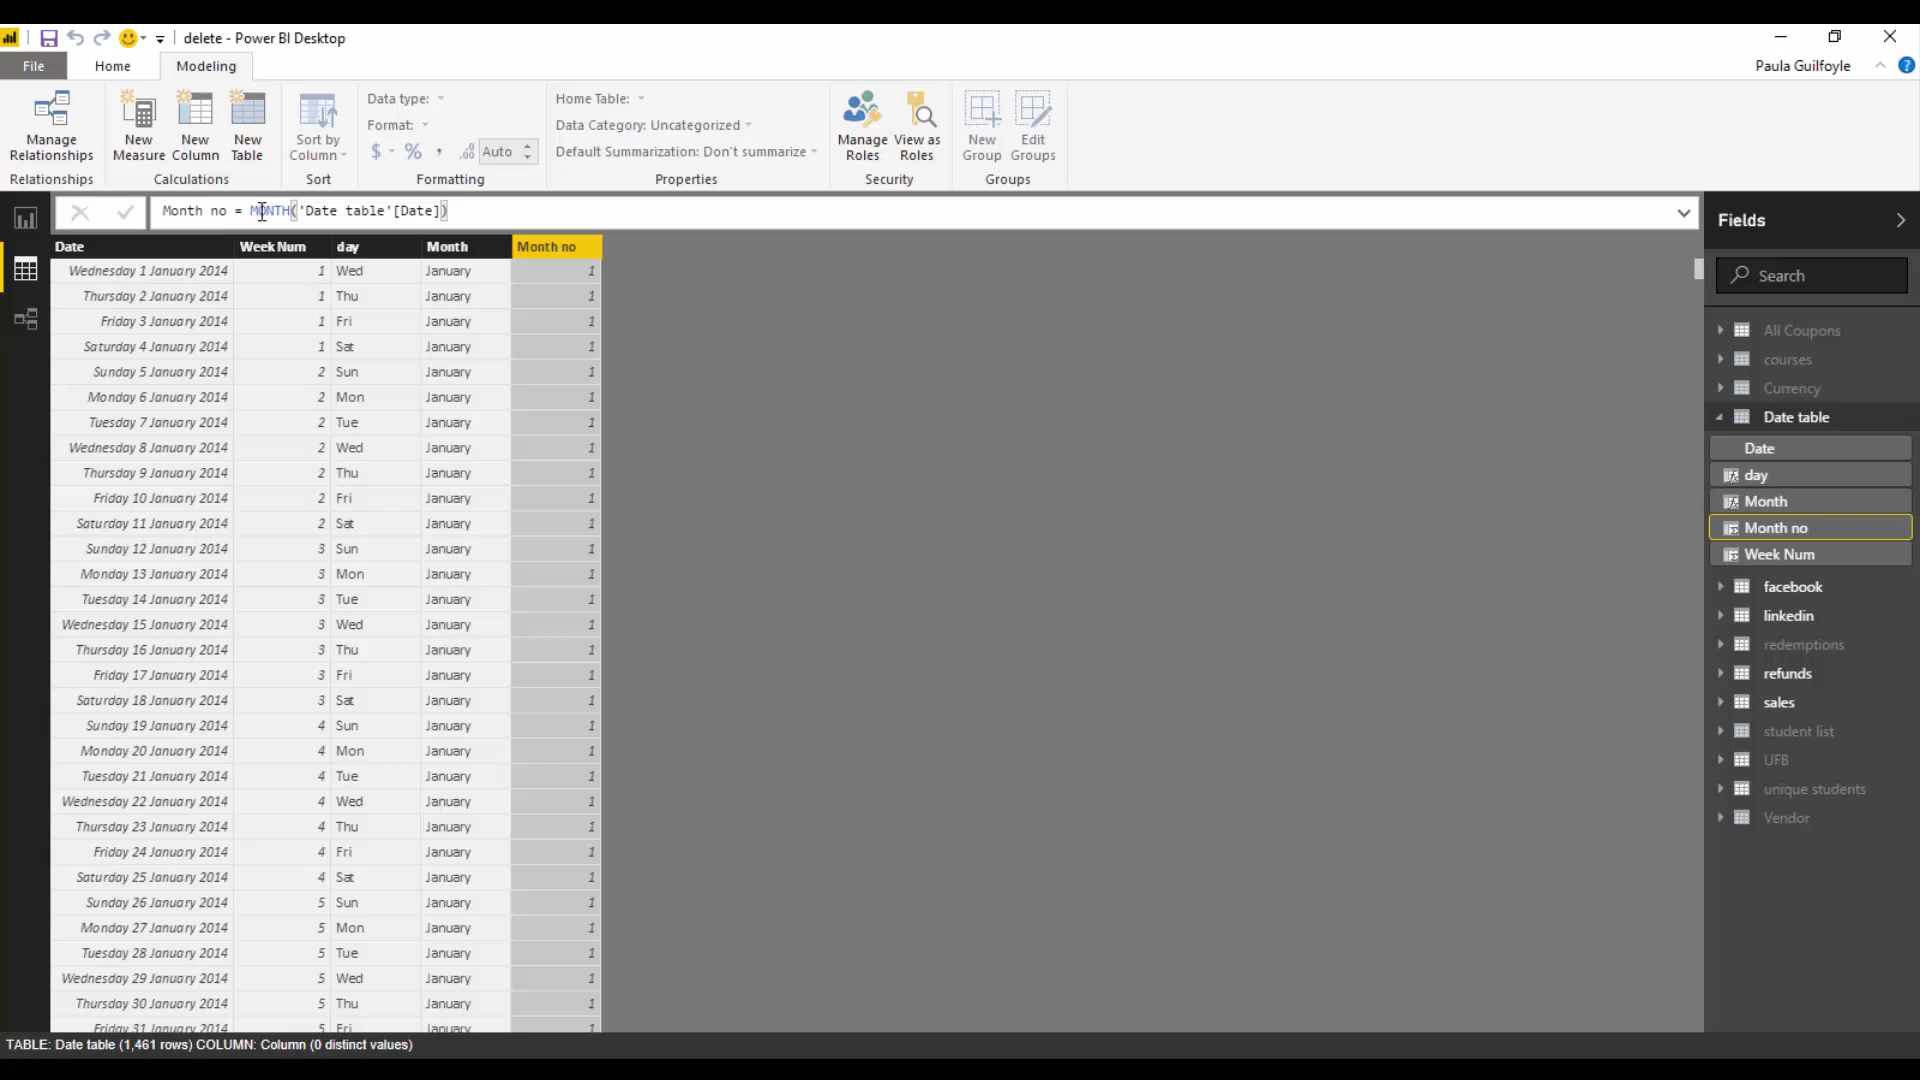 delete - Power BI Desktop
File Home Modeling Paula Guilfoyle
Manage Relationships
New Measure
New Column
New Table
Sort by Column
Data type:
Format:
$ % , .00 Auto
Home Table:
Data Category: Uncategorized
Default Summarization: Don't summarize
Manage Roles
View as Roles
New Group
Edit Groups
Relationships Calculations Sort Formatting Properties Security Groups
Month no = MONTH('Date table'[Date])
Date Week Num day Month Month no
Wednesday 1 January 2014 1 Wed January 1
Thursday 2 January 2014 1 Thu January 1
Friday 3 January 2014 1 Fri January 1
Saturday 4 January 2014 1 Sat January 1
Sunday 5 January 2014 2 Sun January 1
Monday 6 January 2014 2 Mon January 1
Tuesday 7 January 2014 2 Tue January 1
Wednesday 8 January 2014 2 Wed January 1
Thursday 9 January 2014 2 Thu January 1
Friday 10 January 2014 2 Fri January 1
Saturday 11 January 2014 2 Sat January 1
Sunday 12 January 2014 3 Sun January 1
Monday 13 January 2014 3 Mon January 1
Tuesday 14 January 2014 3 Tue January 1
Wednesday 15 January 2014 3 Wed January 1
Thursday 16 January 2014 3 Thu January 1
Friday 17 January 2014 3 Fri January 1
Saturday 18 January 2014 3 Sat January 1
Sunday 19 January 2014 4 Sun January 1
Monday 20 January 2014 4 Mon January 1
Tuesday 21 January 2014 4 Tue January 1
Wednesday 22 January 2014 4 Wed January 1
Thursday 23 January 2014 4 Thu January 1
Friday 24 January 2014 4 Fri January 1
Saturday 25 January 2014 4 Sat January 1
Sunday 26 January 2014 5 Sun January 1
Monday 27 January 2014 5 Mon January 1
Tuesday 28 January 2014 5 Tue January 1
Wednesday 29 January 2014 5 Wed January 1
Thursday 30 January 2014 5 Thu January 1
Friday 31 January 2014 5 Fri January 1
Fields
Search
All Coupons
courses
Currency
Date table
Date
day
Month
Month no
Week Num
facebook
linkedin
redemptions
refunds
sales
student list
UFB
unique students
Vendor
TABLE: Date table (1,461 rows) COLUMN: Column (0 distinct values)